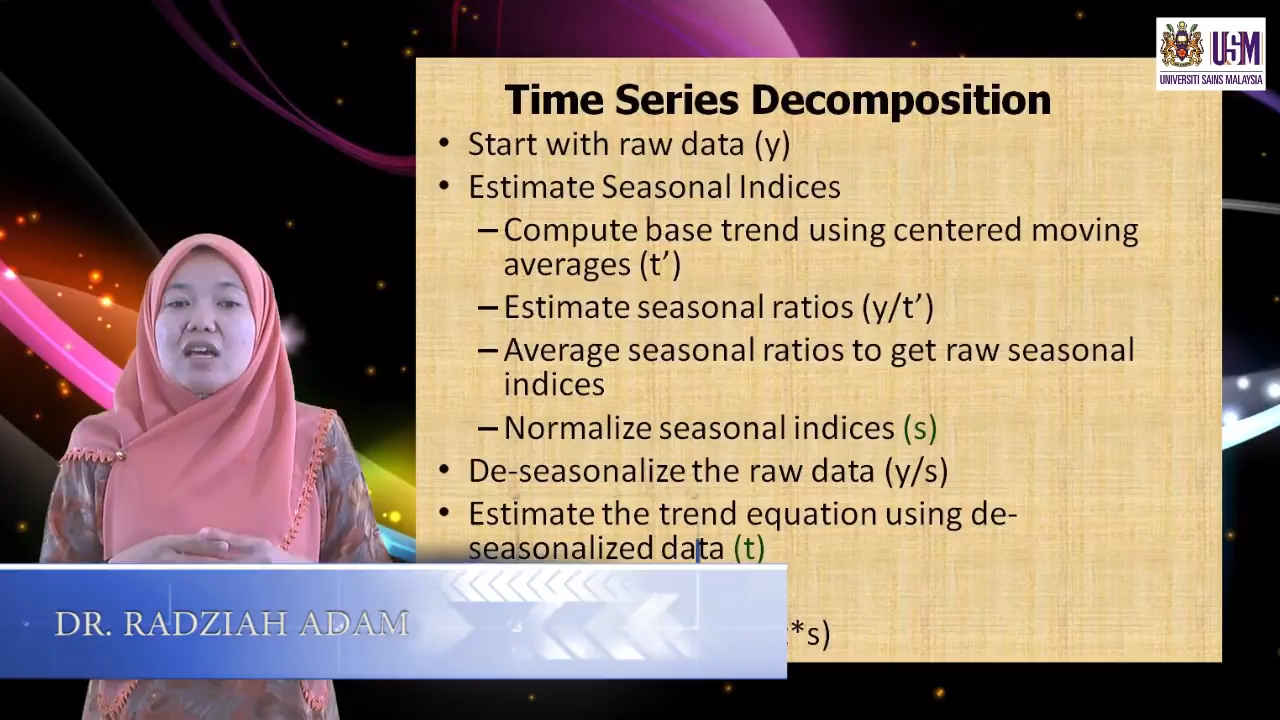 USM
UNIVERSITI SAINS MALAYSIA
Time Series Decomposition
• Start with raw data (y)
• Estimate Seasonal Indices
– Compute base trend using centered moving
averages (t’)
– Estimate seasonal ratios (y/t’)
– Average seasonal ratios to get raw seasonal
indices
– Normalize seasonal indices (s)
• De-seasonalize the raw data (y/s)
• Estimate the trend equation using de-
seasonalized data (t)
*s)
DR. RADZIAH ADAM